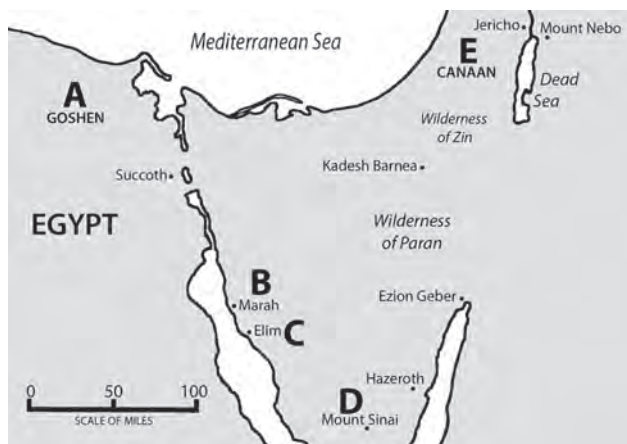 Mediterranean Sea
Jericho
Mount Nebo
E
CANAAN
Dead
Sea
A
GOSHEN
Wilderness
of Zin
Succoth
Kadesh Barnea
EGYPT
Wilderness
of Paran
B
Marah
Ezion Geber
Elim
C
0 50 100
SCALE OF MILES
Hazeroth
D
Mount Sinai